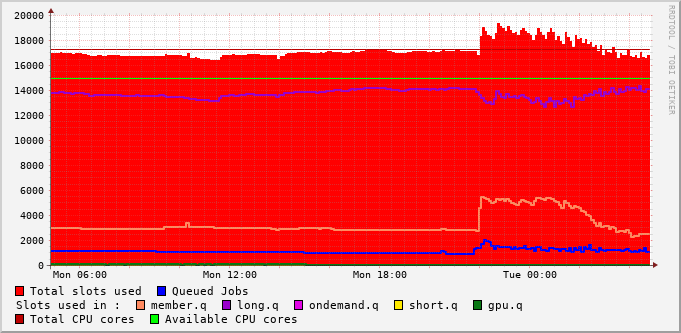 RRDTOOL / TOBI OETIKER
20000
18000
16000
14000
12000
10000
8000
6000
4000
2000
0
Mon 06:00 Mon 12:00 Mon 18:00 Tue 00:00
Total slots used Queued Jobs
Slots used in : member.q long.q ondemand.q short.q gpu.q
Total CPU cores Available CPU cores